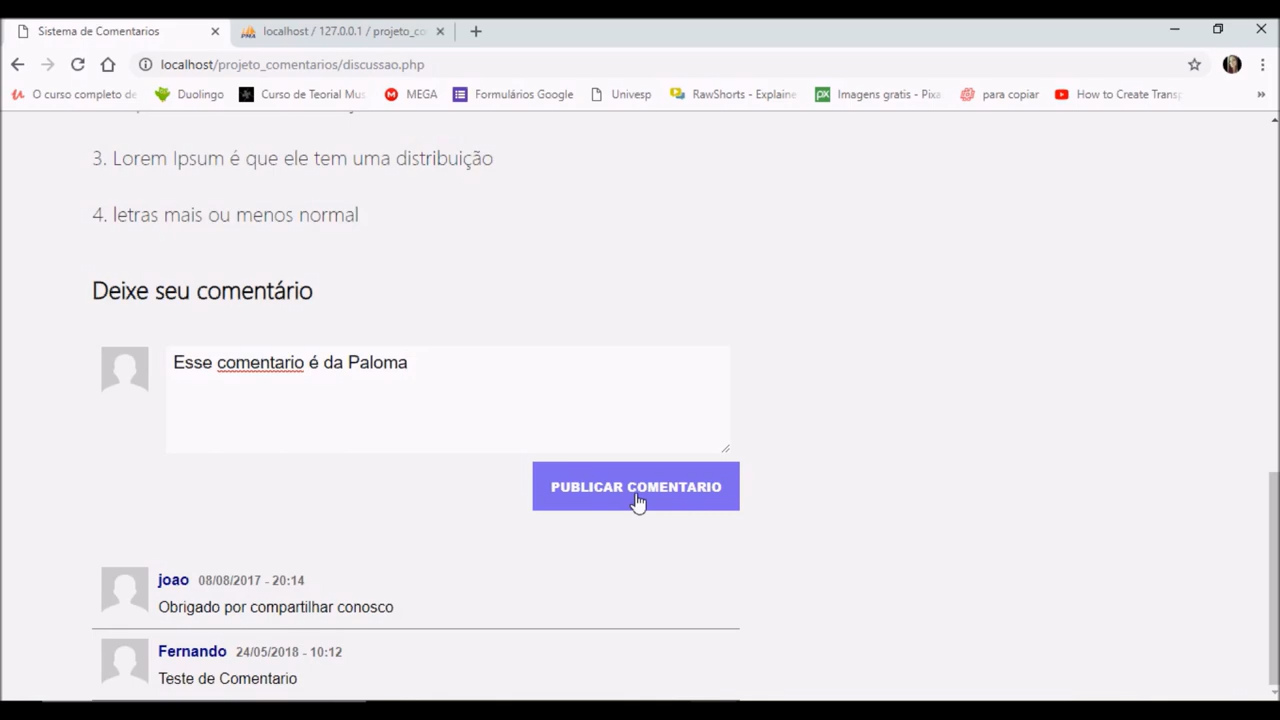 Sistema de Comentarios
localhost / 127.0.0.1 / projeto_co
localhost/projeto_comentarios/discussao.php
O curso completo de
Duolingo
Curso de Teorial Mus
MEGA
Formulários Google
Univesp
RawShorts - Explaine
Imagens gratis - Pixa
para copiar
How to Create Transp
3. Lorem Ipsum é que ele tem uma distribuição
4. letras mais ou menos normal
Deixe seu comentário
Esse comentario é da Paloma
PUBLICAR COMENTARIO
joao 08/08/2017 - 20:14
Obrigado por compartilhar conosco
Fernando 24/05/2018 - 10:12
Teste de Comentario